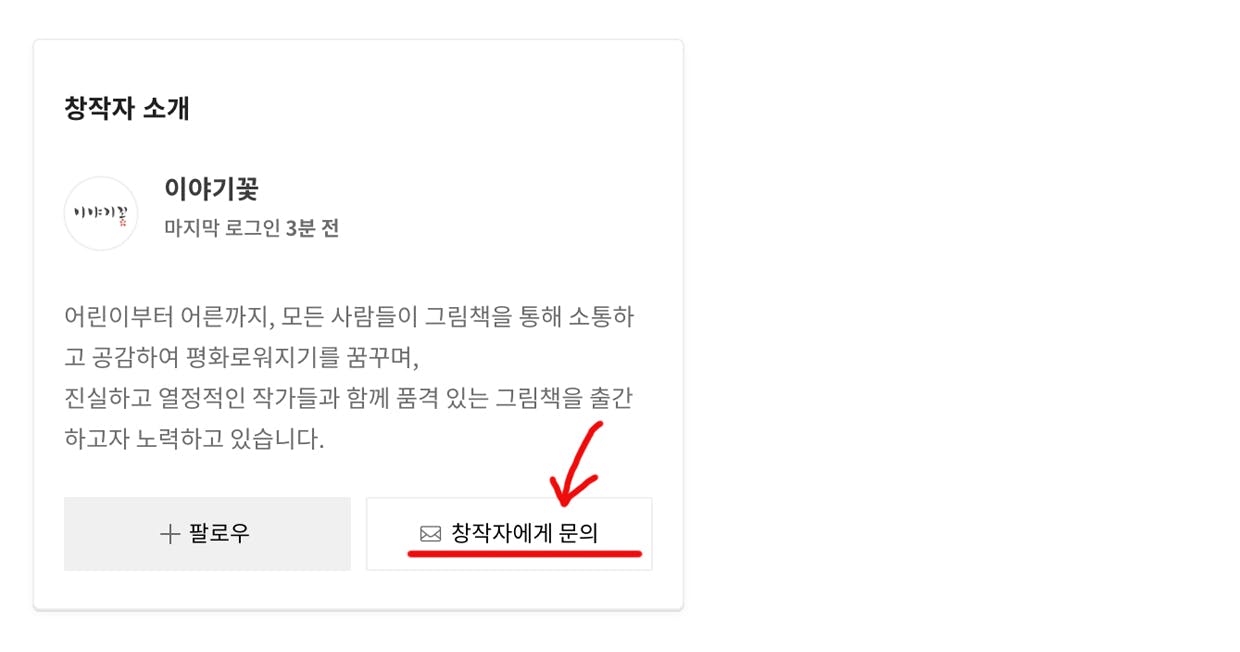 창작자 소개
이야기꽃
이야기꽃
마지막 로그인 3분 전
어린이부터 어른까지, 모든 사람들이 그림책을 통해 소통하
고 공감하여 평화로워지기를 꿈꾸며,
진실하고 열정적인 작가들과 함께 품격 있는 그림책을 출간
하고자 노력하고 있습니다.
+ 팔로우
창작자에게 문의